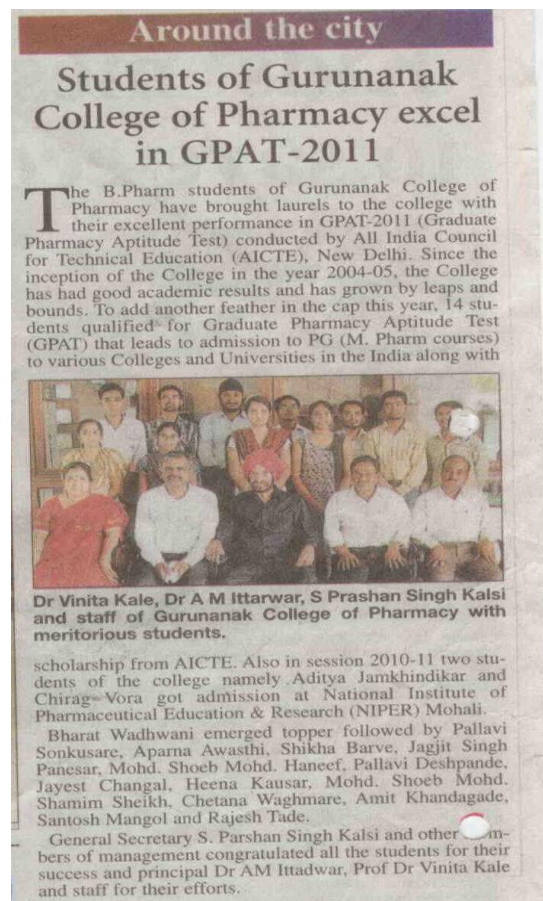 Around the city
Students of Gurunanak
College of Pharmacy excel
in GPAT-2011
The B.Pharm students of Gurunanak College of
Pharmacy have brought laurels to the college with
their excellent performance in GPAT-2011 (Graduate
Pharmacy Aptitude Test) conducted by All India Council
for Technical Education (AICTE), New Delhi. Since the
inception of the College in the year 2004-05, the College
has had good academic results and has grown by leaps and
bounds. To add another feather in the cap this year, 14 stu-
dents qualified for Graduate Pharmacy Aptitude Test
(GPAT) that leads to admission to PG (M. Pharm courses)
to various Colleges and Universities in the India along with
Dr Vinita Kale, Dr A M Ittarwar, S Prashan Singh Kalsi
and staff of Gurunanak College of Pharmacy with
meritorious students.
scholarship from AICTE. Also in session 2010-11 two stu-
dents of the college namely Aditya Jamkhindikar and
Chirag Vora got admission at National Institute of
Pharmaceutical Education & Research (NIPER) Mohali.
Bharat Wadhwani emerged topper followed by Pallavi
Sonkusare, Aparna Awasthi, Shikha Barve, Jagjit Singh
Panesar, Mohd. Shoeb Mohd. Haneef, Pallavi Deshpande,
Jayest Changal, Heena Kausar, Mohd. Shoeb Mohd.
Shamim Sheikh, Chetana Waghmare, Amit Khandagade,
Santosh Mangol and Rajesh Tade.
General Secretary S. Parshan Singh Kalsi and other m-
bers of management congratulated all the students for their
success and principal Dr AM Ittadwar, Prof Dr Vinita Kale
and staff for their efforts.